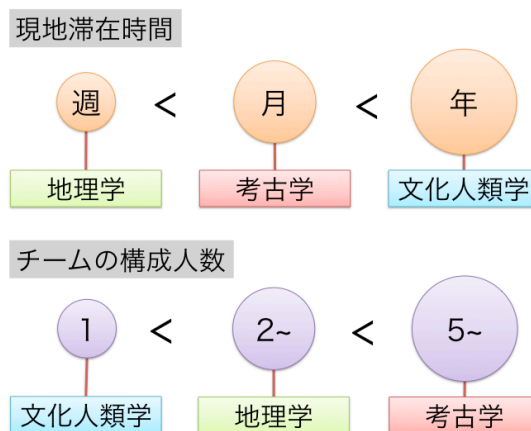 現地滞在時間
週 < 月 < 年
地理学 考古学 文化人類学
チームの構成人数
1 < 2~ < 5~
文化人類学 地理学 考古学